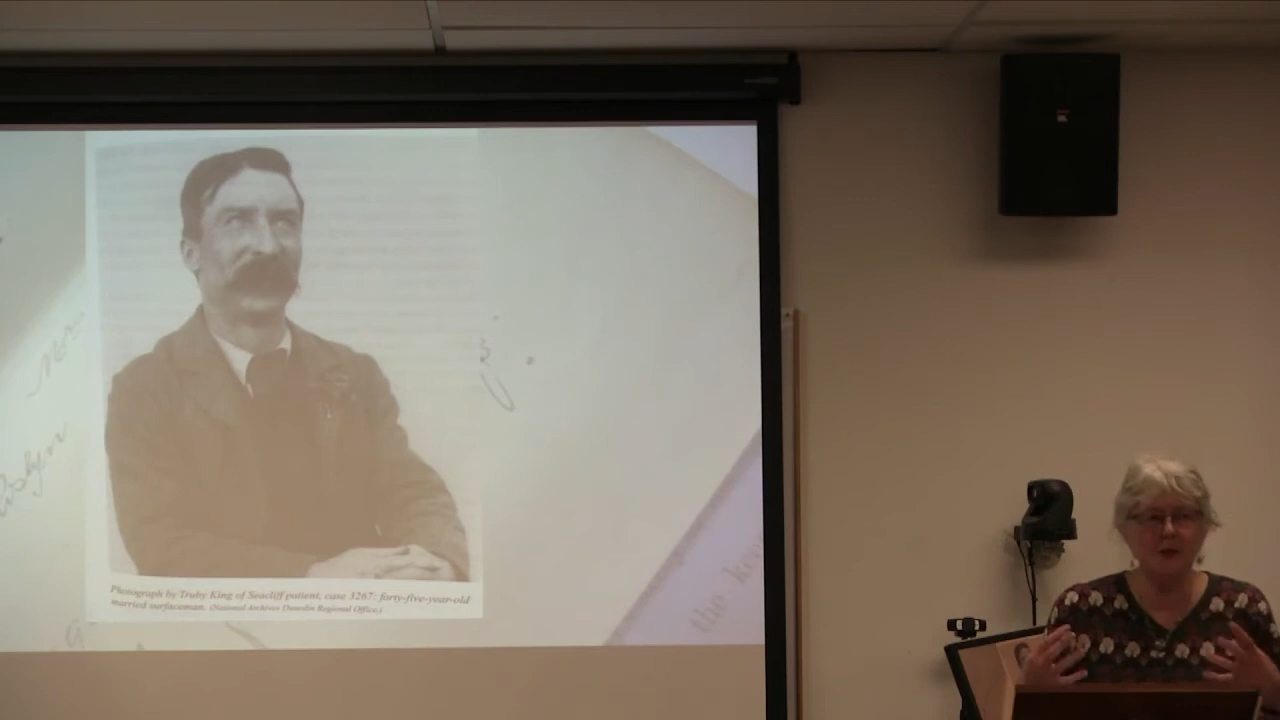 Photograph by Truby King of Seacliff patient, case 3267: forty-five-year-old
married surfaceman. (National Archives Dunedin Regional Office.)
the